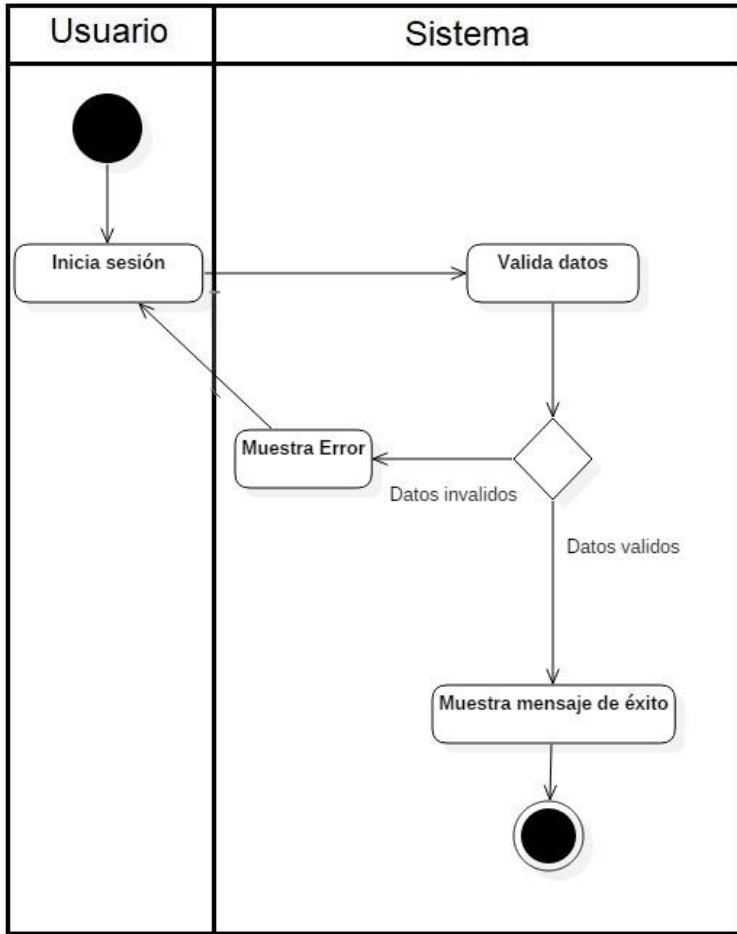 Usuario
Sistema
Inicia sesión
Valida datos
Muestra Error
Datos invalidos
Datos validos
Muestra mensaje de éxito